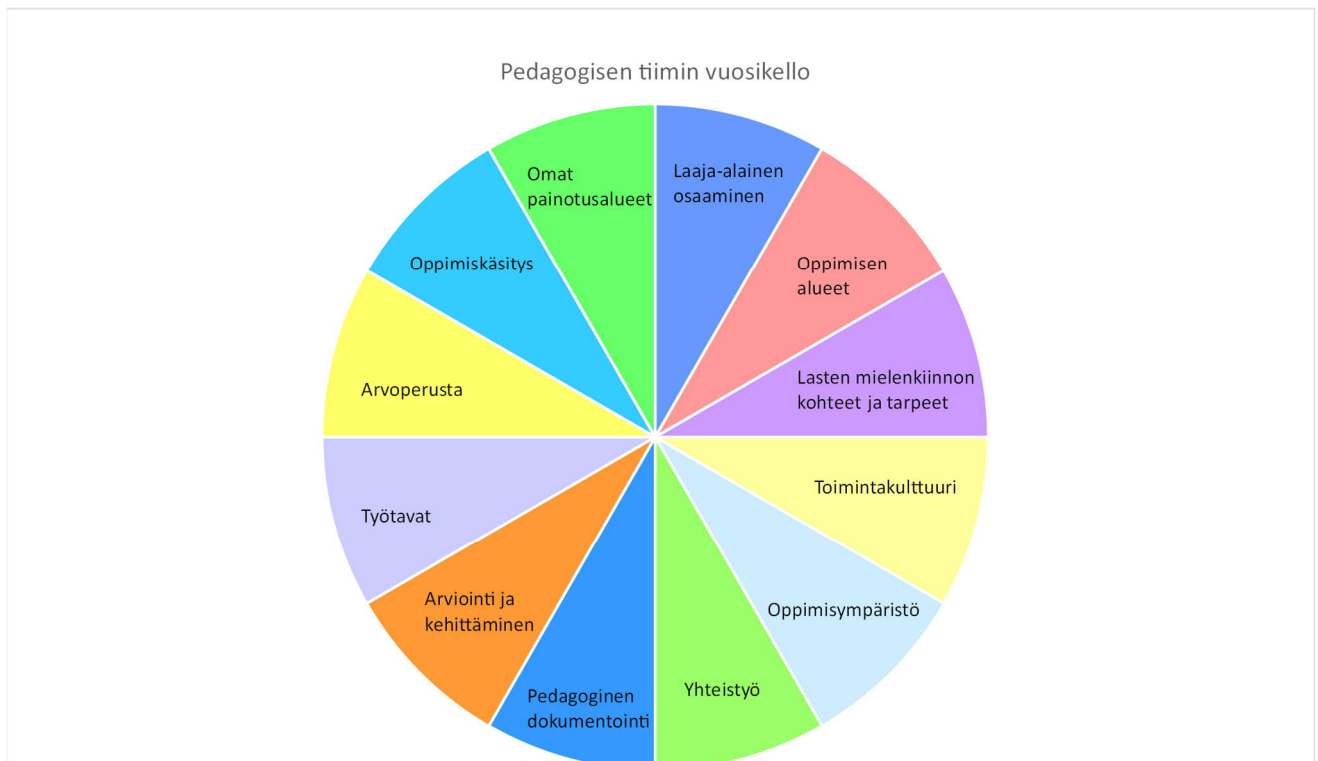 Pedagogisen tiimin vuosikello
Laaja-alainen
osaaminen
Oppimisen
alueet
Lasten mielenkiinnon
kohteet ja tarpeet
Toimintakulttuuri
Oppimisympäristö
Yhteistyö
Pedagoginen
dokumentointi
Arviointi ja
kehittäminen
Työtavat
Arvoperusta
Oppimiskäsitys
Omat
painotusalueet